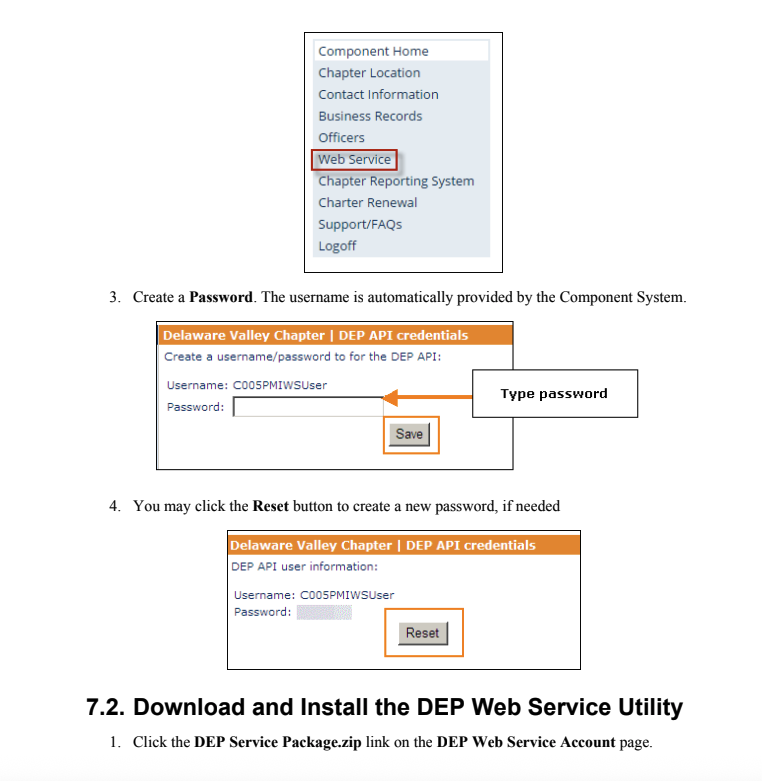 Component Home
Chapter Location
Contact Information
Business Records
Officers
Web Service
Chapter Reporting System
Charter Renewal
Support/FAQs
Logoff
3. Create a Password. The username is automatically provided by the Component System.
Delaware Valley Chapter | DEP API credentials
Create a username/password to for the DEP API:
Username: C005PMIWSUser
Password:
Type password
Save
4. You may click the Reset button to create a new password, if needed
Delaware Valley Chapter | DEP API credentials
DEP API user information:
Username: C005PMIWSUser
Password:
Reset
7.2. Download and Install the DEP Web Service Utility
1. Click the DEP Service Package.zip link on the DEP Web Service Account page.